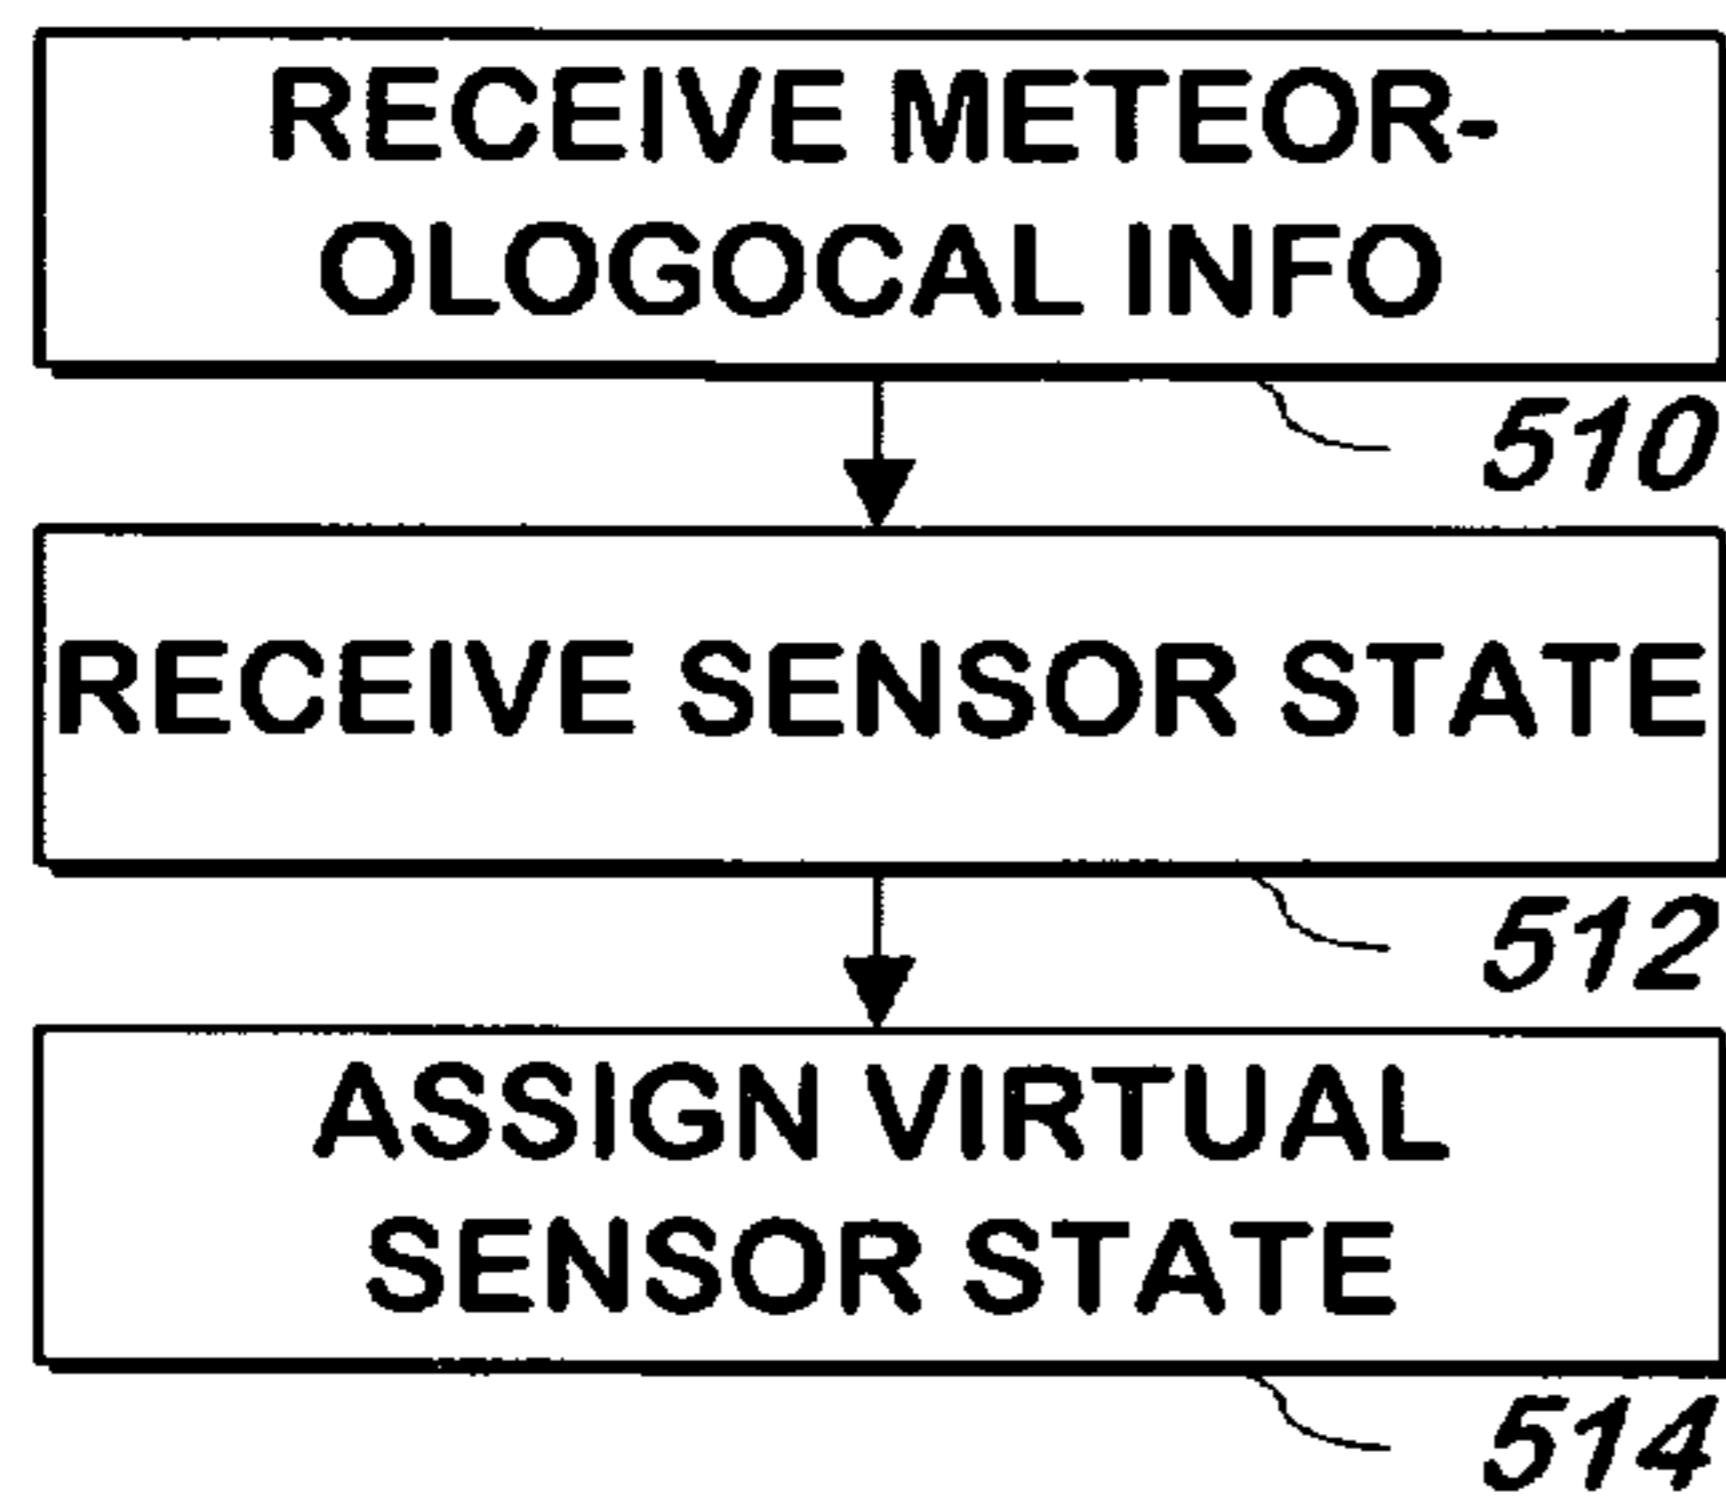 RECEIVE METEOR-
OLOGOCAL INFO
510
RECEIVE SENSOR STATE
512
ASSIGN VIRTUAL
SENSOR STATE
514